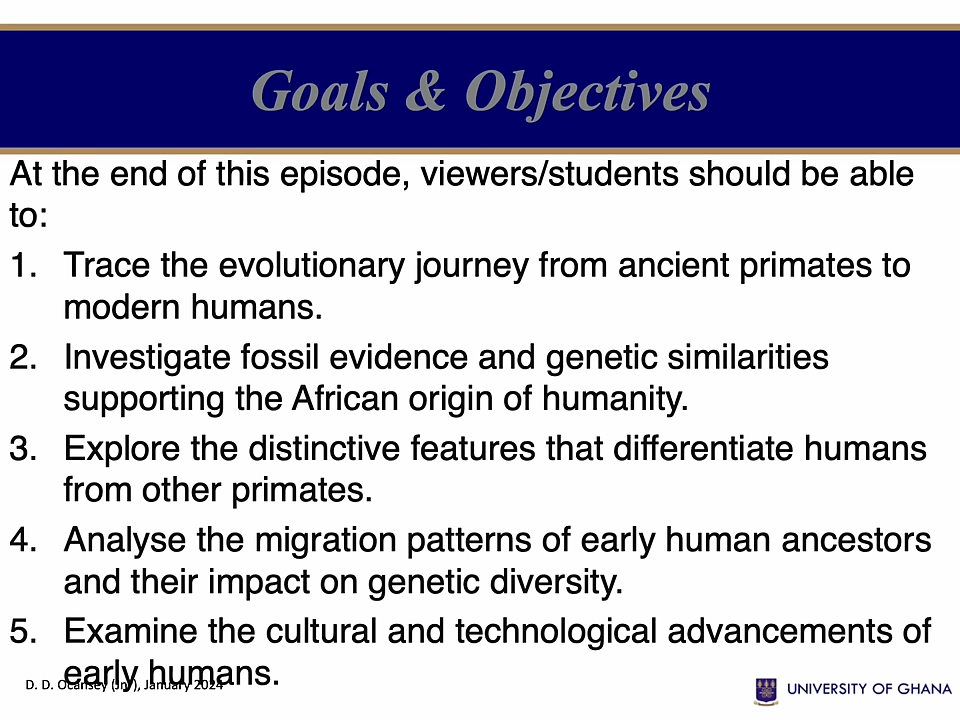 Goals & Objectives
At the end of this episode, viewers/students should be able
to:
1. Trace the evolutionary journey from ancient primates to
modern humans.
2. Investigate fossil evidence and genetic similarities
supporting the African origin of humanity.
3. Explore the distinctive features that differentiate humans
from other primates.
4. Analyse the migration patterns of early human ancestors
and their impact on genetic diversity.
5. Examine the cultural and technological advancements of
early humans.
D. D. Ocansey (Jnr), January 2024
UNIVERSITY OF GHANA